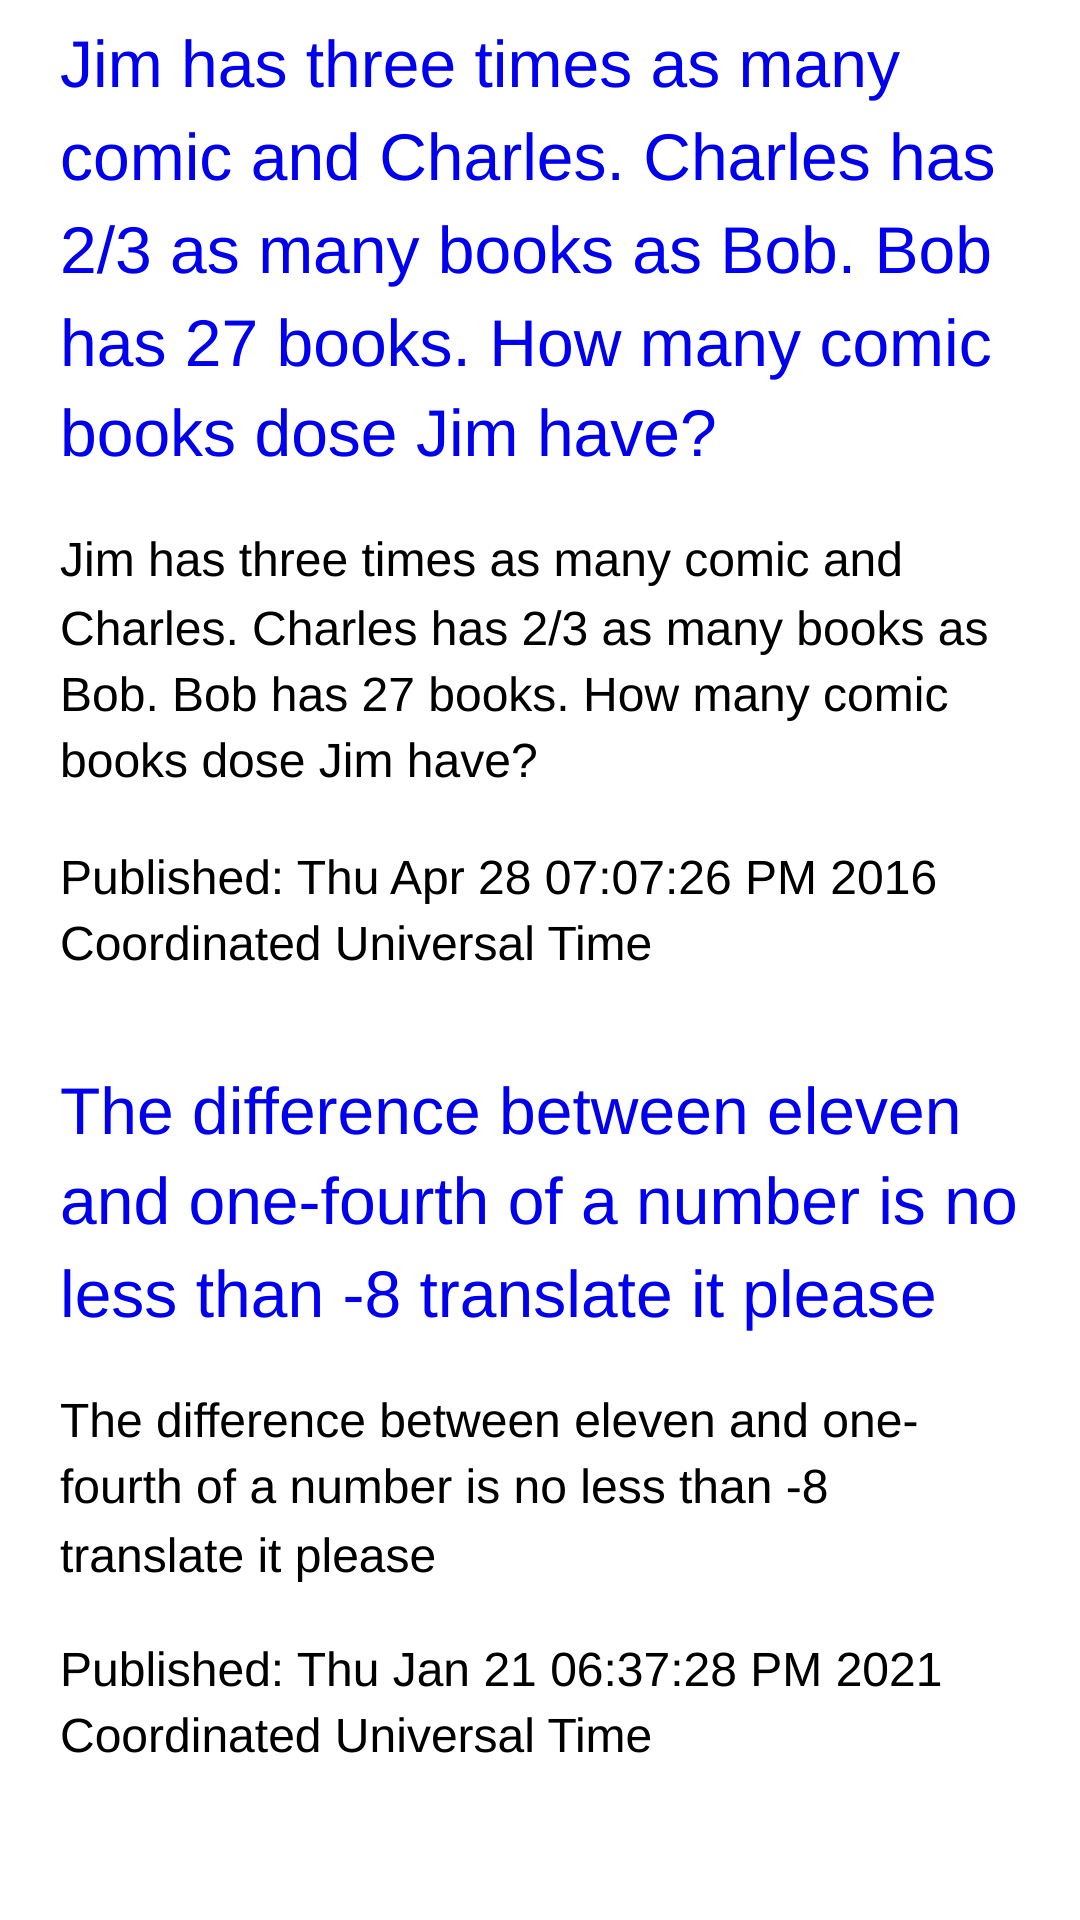 Jim has three times as many
comic and Charles. Charles has
2/3 as many books as Bob. Bob
has 27 books. How many comic
books dose Jim have?
Jim has three times as many comic and
Charles. Charles has 2/3 as many books as
Bob. Bob has 27 books. How many comic
books dose Jim have?
Published: Thu Apr 28 07:07:26 PM 2016
Coordinated Universal Time
The difference between eleven
and one-fourth of a number is no
less than -8 translate it please
The difference between eleven and one-
fourth of a number is no less than -8
translate it please
Published: Thu Jan 21 06:37:28 PM 2021
Coordinated Universal Time